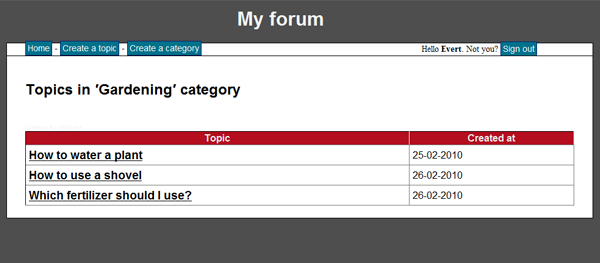 My forum
Home - Create a topic - Create a category Hello Evert. Not you? Sign out
Topics in 'Gardening' category
Topic Created at
How to water a plant 25-02-2010
How to use a shovel 26-02-2010
Which fertilizer should I use? 26-02-2010